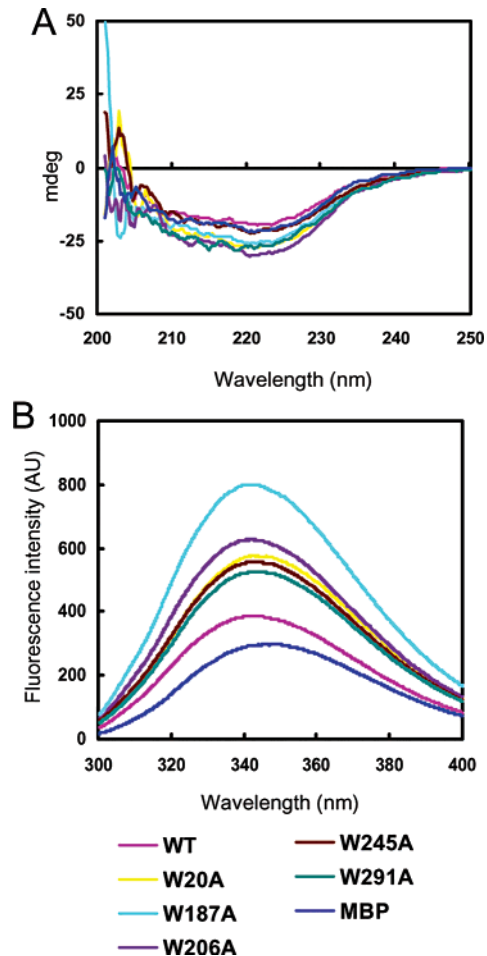 A
50
25
0
-25
-50
mdeg
200 210 220 230 240 250
Wavelength (nm)
B
1000
800
600
400
200
0
Fluorescence intensity (AU)
300 320 340 360 380 400
Wavelength (nm)
WT W245A
W20A W291A
W187A MBP
W206A